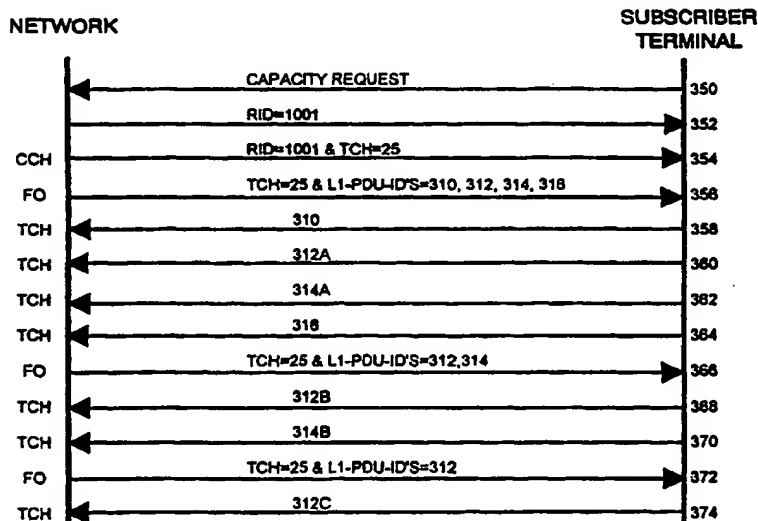 NETWORK
SUBSCRIBER
TERMINAL
CAPACITY REQUEST
350
RID=1001
352
CCH
RID=1001 & TCH=25
354
FO
TCH=25 & L1-PDU-ID'S=310, 312, 314, 316
356
TCH
310
358
TCH
312A
360
TCH
314A
362
TCH
316
364
FO
TCH=25 & L1-PDU-ID'S=312,314
366
TCH
312B
368
TCH
314B
370
FO
TCH=25 & L1-PDU-ID'S=312
372
TCH
312C
374